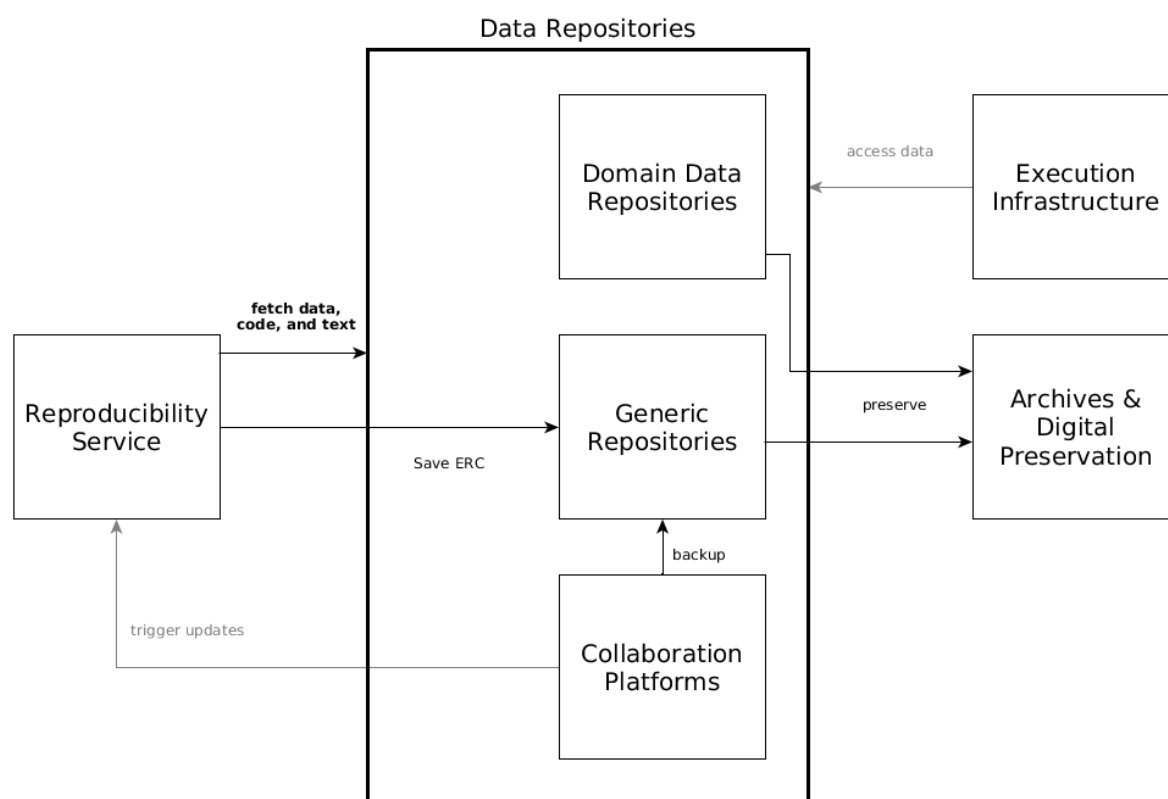 Data Repositories
Domain Data
Repositories
access data
Execution
Infrastructure
fetch data,
code, and text
Reproducibility
Service
Save ERC
Generic
Repositories
preserve
Archives &
Digital
Preservation
backup
trigger updates
Collaboration
Platforms